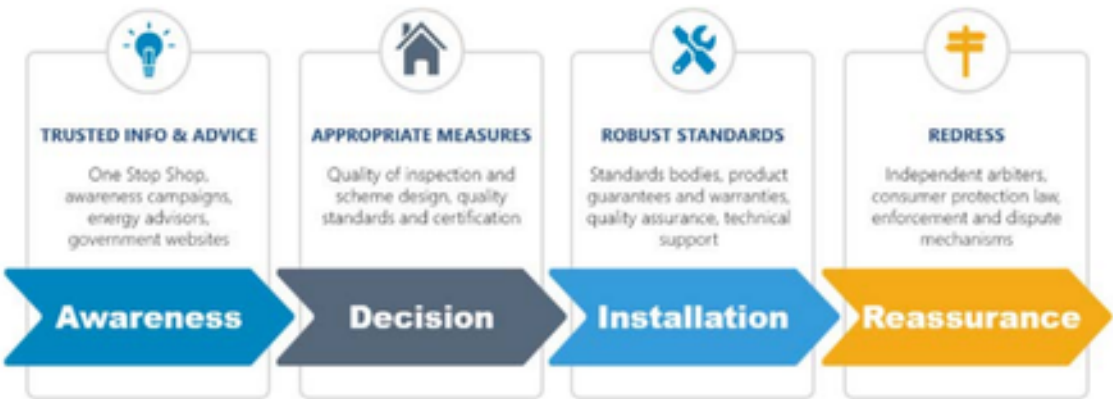 TRUSTED INFO & ADVICE
One Stop Shop,
awareness campaigns,
energy advisors,
government websites
Awareness
APPROPRIATE MEASURES
Quality of inspection and
scheme design, quality
standards and certification
Decision
ROBUST STANDARDS
Standards bodies, product
guarantees and warranties,
quality assurance, technical
support
Installation
REDRESS
Independent arbiters,
consumer protection law,
enforcement and dispute
mechanisms
Reassurance